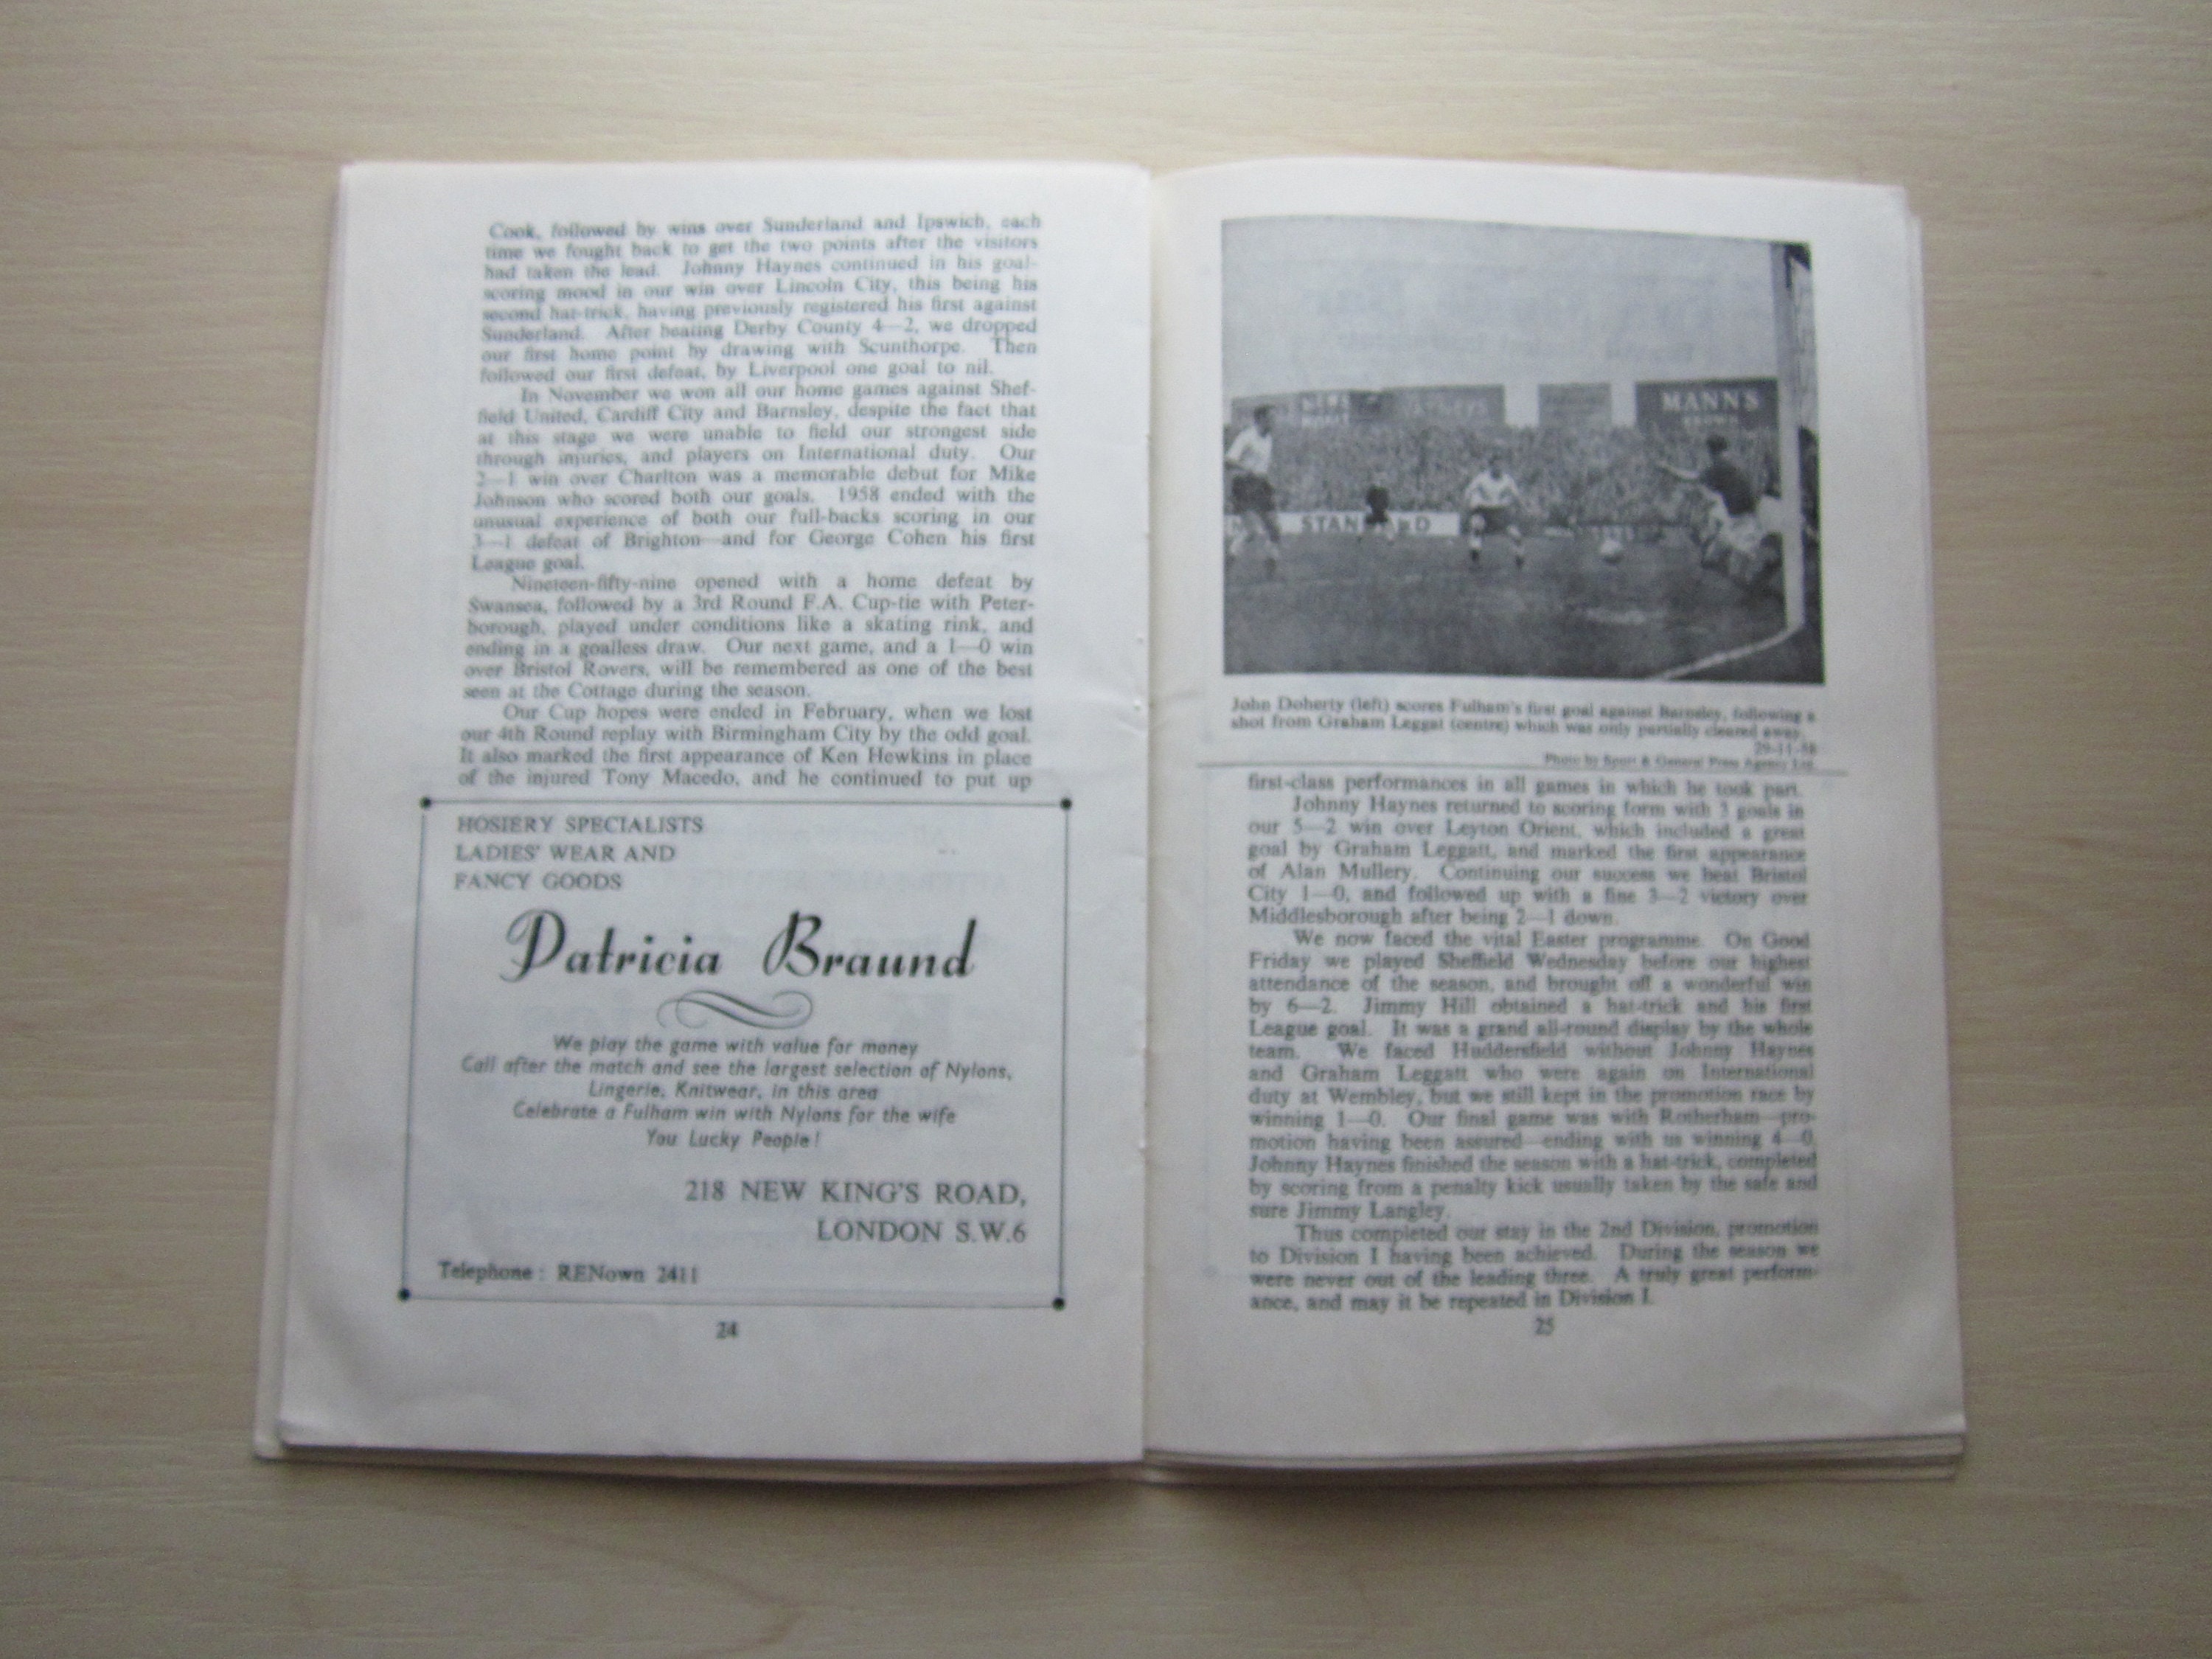 Cook, followed by wins over Sunderland and Ipswich, each
time we fought back to get the two points after the visitors
had taken the lead. Johnny Haynes continued in his goal-
scoring mood in our win over Lincoln City, this being his
second hat-trick, having previously registered his first against
Sunderland. After beating Derby County 4—2, we dropped
our first home point by drawing with Scunthorpe. Then
followed our first defeat, by Liverpool one goal to nil.
In November we won all our home games against Shef-
field United, Cardiff City and Barnsley, despite the fact that
at this stage we were unable to field our strongest side
through injuries, and players on International duty. Our
2—1 win over Charlton was a memorable debut for Mike
Johnson who scored both our goals. 1958 ended with the
unusual experience of both our full-backs scoring in our
3—1 defeat of Brighton—and for George Cohen his first
League goal.
Nineteen-fifty-nine opened with a home defeat by
Swansea, followed by a 3rd Round F.A. Cup-tie with Peter-
borough, played under conditions like a skating rink, and
ending in a goalless draw. Our next game, and a 1—0 win
over Bristol Rovers, will be remembered as one of the best
seen at the Cottage during the season.
Our Cup hopes were ended in February, when we lost
our 4th Round replay with Birmingham City by the odd goal.
It also marked the first appearance of Ken Hewkins in place
of the injured Tony Macedo, and he continued to put up
HOSIERY SPECIALISTS
LADIES' WEAR AND
FANCY GOODS
Patricia Braund
We play the game with value for money
Call after the match and see the largest selection of Nylons,
Lingerie, Knitwear, in this area
Celebrate a Fulham win with Nylons for the wife
You Lucky People!
218 NEW KING'S ROAD,
LONDON S.W.6
Telephone: RENown 2411
24
MANN'S
BROWN
STANDARD
John Doherty (left) scores Fulham's first goal against Barnsley, following a
shot from Graham Leggat (centre) which was only partially cleared away.
29-11-58
Photo by Sport & General Press Agency Ltd.
first-class performances in all games in which he took part.
Johnny Haynes returned to scoring form with 3 goals in
our 5—2 win over Leyton Orient, which included a great
goal by Graham Leggatt, and marked the first appearance
of Alan Mullery. Continuing our success we beat Bristol
City 1—0, and followed up with a fine 3—2 victory over
Middlesborough after being 2—1 down.
We now faced the vital Easter programme. On Good
Friday we played Sheffield Wednesday before our highest
attendance of the season, and brought off a wonderful win
by 6—2. Jimmy Hill obtained a hat-trick and his first
League goal. It was a grand all-round display by the whole
team. We faced Huddersfield without Johnny Haynes
and Graham Leggatt who were again on International
duty at Wembley, but we still kept in the promotion race by
winning 1—0. Our final game was with Rotherham—pro-
motion having been assured—ending with us winning 4—0.
Johnny Haynes finished the season with a hat-trick, completed
by scoring from a penalty kick usually taken by the safe and
sure Jimmy Langley.
Thus completed our stay in the 2nd Division, promotion
to Division I having been achieved. During the season we
were never out of the leading three. A truly great perform-
ance, and may it be repeated in Division I.
25